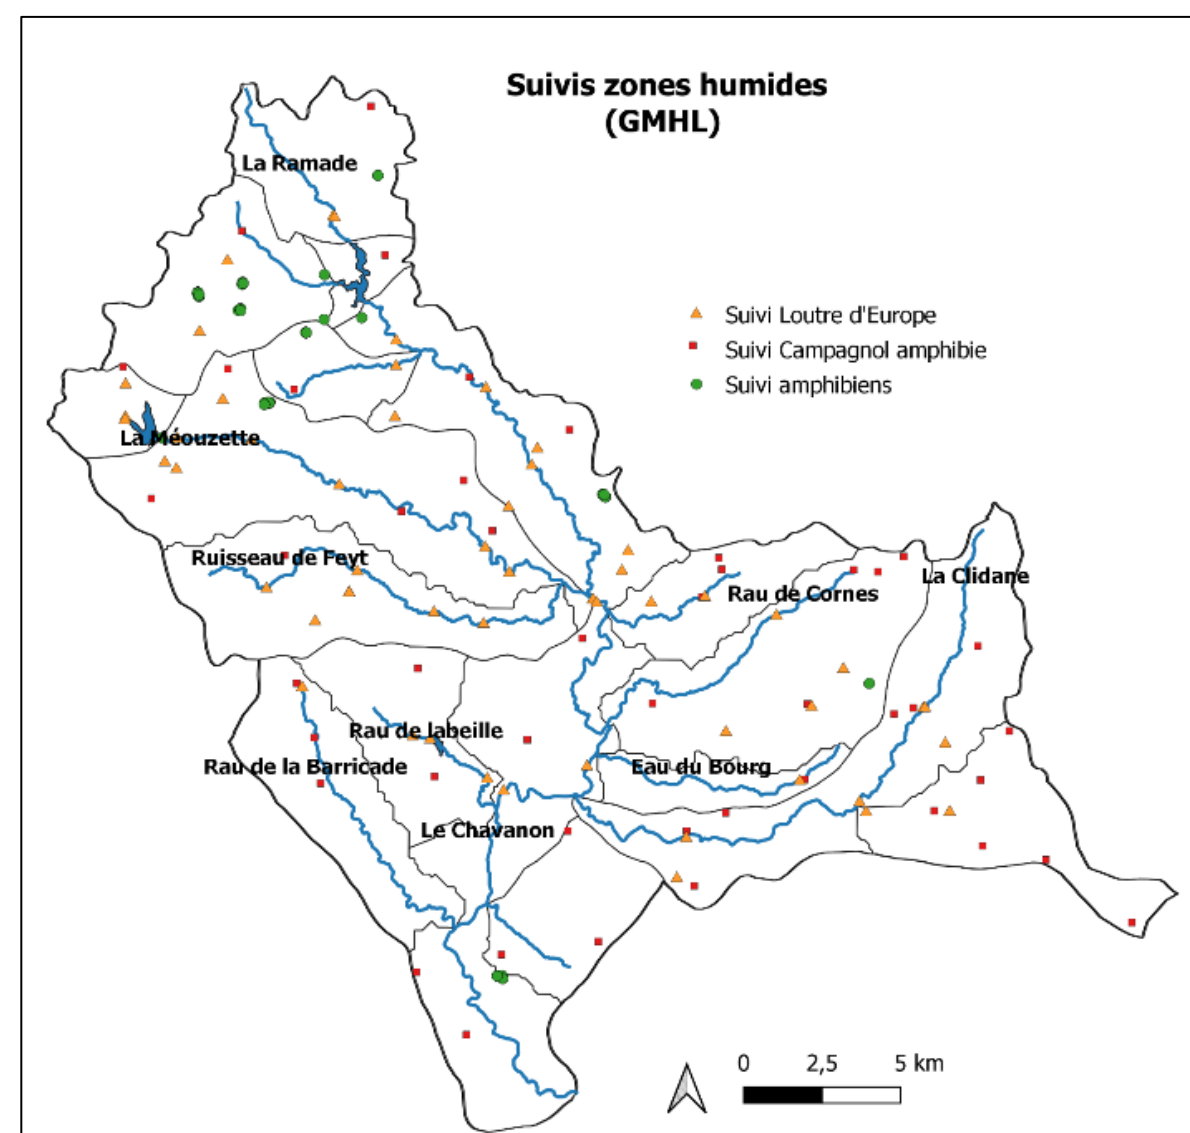 Suivis zones humides
(GMHL)
La Ramade
Suivi Loutre d'Europe
Suivi Campagnol amphibie
Suivi amphibiens
La Méouzette
Ruisseau de Feyt
La Clidane
Rau de Cornes
Rau de labeille
Rau de la Barricade
Eau du Bourg
Le Chavanon
0 2,5 5 km